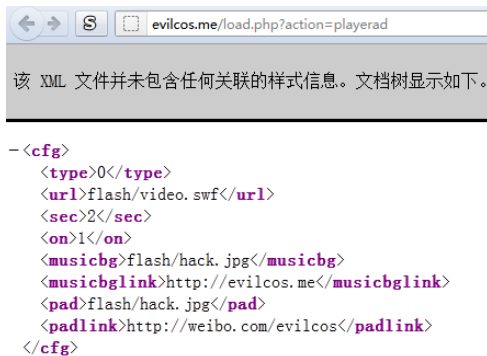 S evilcos.me/load.php?action=playerad
该 XML 文件并未包含任何关联的样式信息。文档树显示如下。
−<cfg>
<type>0</type>
<url>flash/video.swf</url>
<sec>2</sec>
<on>1</on>
<musicbg>flash/hack.jpg</musicbg>
<musicbglink>http://evilcos.me</musicbglink>
<pad>flash/hack.jpg</pad>
<padlink>http://weibo.com/evilcos</padlink>
</cfg>